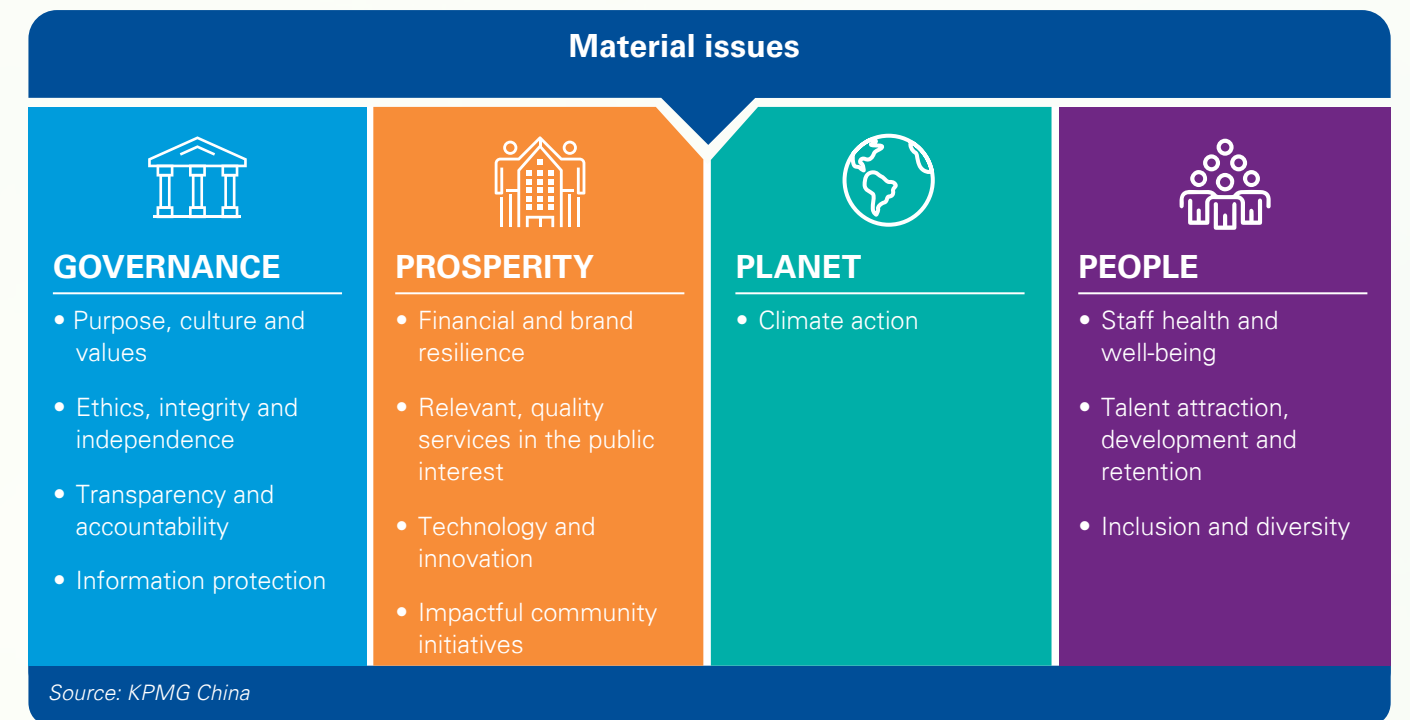 Material issues
GOVERNANCE
• Purpose, culture and
values
• Ethics, integrity and
independence
• Transparency and
accountability
• Information protection
PROSPERITY
• Financial and brand
resilience
• Relevant, quality
services in the public
interest
• Technology and
innovation
• Impactful community
initiatives
PLANET
• Climate action
PEOPLE
• Staff health and
well-being
• Talent attraction,
development and
retention
• Inclusion and diversity
Source: KPMG China